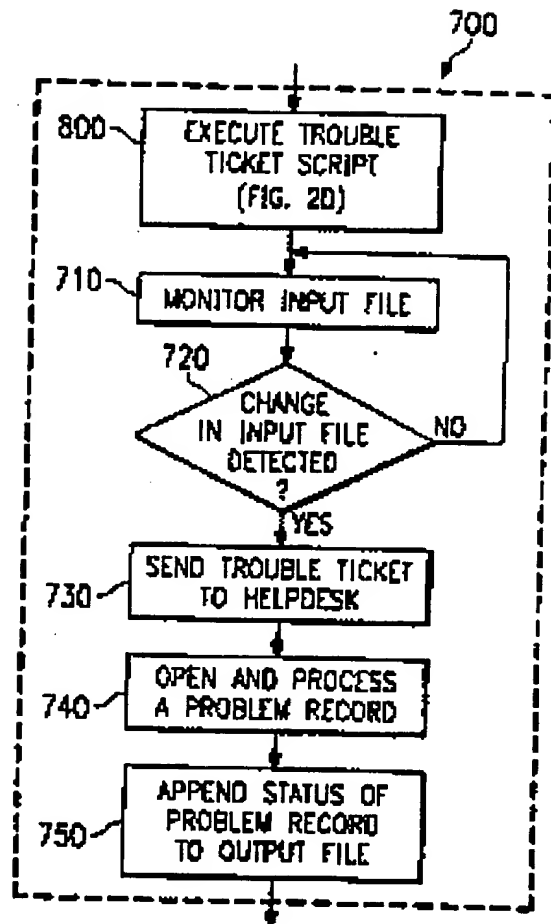 700
800
EXECUTE TROUBLE
TICKET SCRIPT
(FIG. 2D)
710
MONITOR INPUT FILE
720
CHANGE
IN INPUT FILE
DETECTED
?
NO
YES
730
SEND TROUBLE TICKET
TO HELPDESK
740
OPEN AND PROCESS
A PROBLEM RECORD
750
APPEND STATUS OF
PROBLEM RECORD
TO OUTPUT FILE